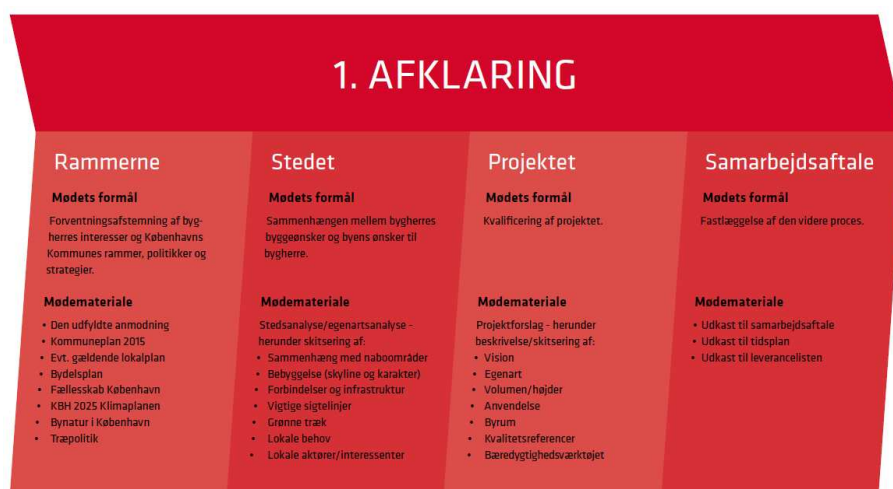 1. AFKLARING
Rammerne
Mødets formål
Forventningsafstemning af byg-
herres interesser og Københavns
Kommunes rammer, politikker og
strategier.
Mødemateriale
• Den udfyldte anmodning
• Kommuneplan 2015
• Evt. gældende lokalplan
• Bydelsplan
• Fællesskab København
• KBH 2025 Klimaplanen
• Bynatur i København
• Træpolitik
Stedet
Mødets formål
Sammenhængen mellem bygherres
byggeønsker og byens ønsker til
bygherre.
Mødemateriale
Stedsanalyse/egenartsanalyse -
herunder skitsering af:
• Sammenhæng med naboområder
• Bebyggelse (skyline og karakter)
• Forbindelser og infrastruktur
• Vigtige sigtelinjer
• Grønne træk
• Lokale behov
• Lokale aktører/interessenter
Projektet
Mødets formål
Kvalificering af projektet.
Mødemateriale
Projektforslag - herunder
beskrivelse/skitsering af:
• Vision
• Egenart
• Volumen/højder
• Anvendelse
• Byrum
• Kvalitetsreferencer
• Bæredygtighedsværktøjet
Samarbejdsaftale
Mødets formål
Fastlæggelse af den videre proces.
Mødemateriale
• Udkast til samarbejdsaftale
• Udkast til tidsplan
• Udkast til leverancelisten